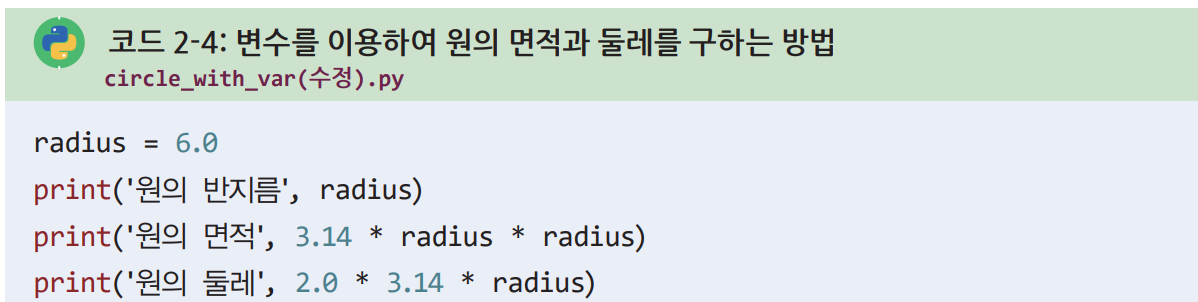 코드 2-4: 변수를 이용하여 원의 면적과 둘레를 구하는 방법
circle_with_var(수정).py
radius = 6.0
print('원의 반지름', radius)
print('원의 면적', 3.14 * radius * radius)
print('원의 둘레', 2.0 * 3.14 * radius)